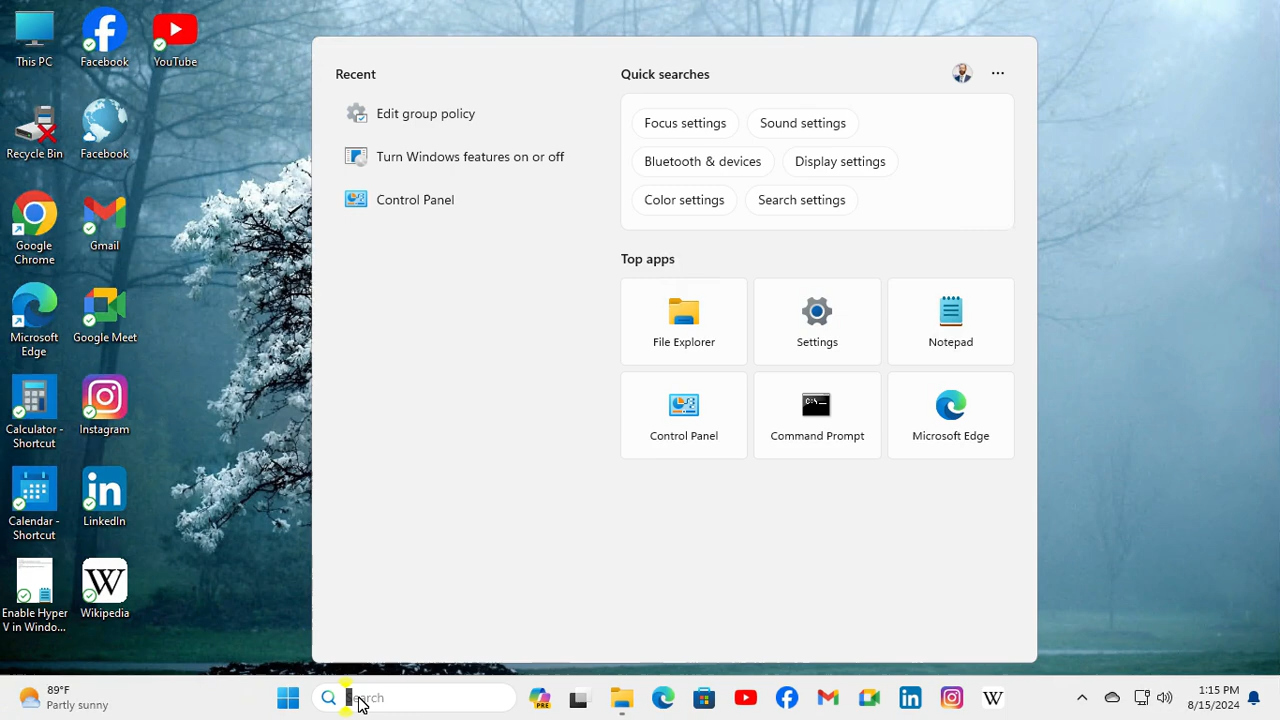 This PC
Facebook
YouTube
Recycle Bin
Facebook
Google
Chrome
Gmail
Microsoft
Edge
Google Meet
Calculator -
Shortcut
Instagram
Calendar -
Shortcut
LinkedIn
Enable Hyper
V in Windo...
Wikipedia
Recent
Edit group policy
Turn Windows features on or off
Control Panel
Quick searches
Focus settings
Sound settings
Bluetooth & devices
Display settings
Color settings
Search settings
Top apps
File Explorer
Settings
Notepad
Control Panel
Command Prompt
Microsoft Edge
89°F
Partly sunny
Search
PRE
1:15 PM
8/15/2024